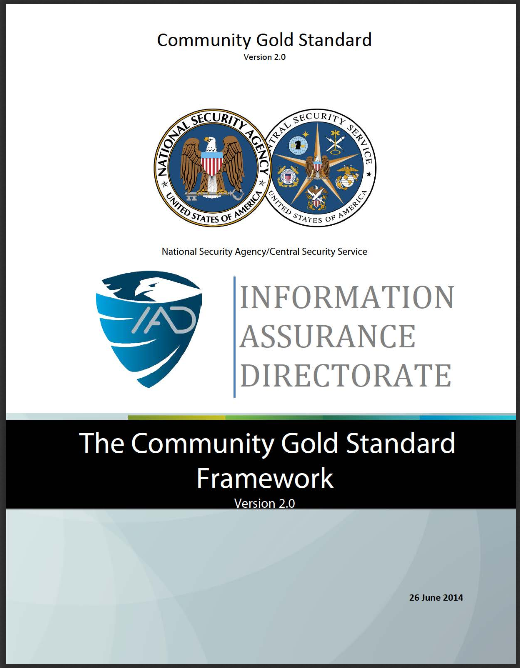 Community Gold Standard
Version 2.0
NATIONAL SECURITY AGENCY
UNITED STATES OF AMERICA
CENTRAL SECURITY SERVICE
UNITED STATES OF AMERICA
National Security Agency/Central Security Service
IAD
INFORMATION
ASSURANCE
DIRECTORATE
The Community Gold Standard
Framework
Version 2.0
26 June 2014